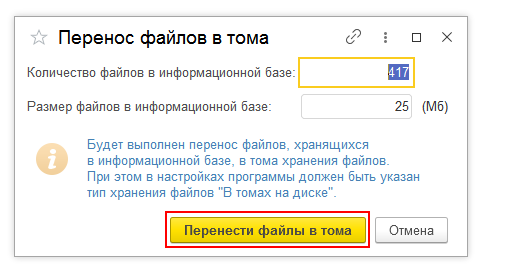 Перенос файлов в тома
Количество файлов в информационной базе: 417
Размер файлов в информационной базе: 25 (Мб)
Будет выполнен перенос файлов, хранящихся
в информационной базе, в тома хранения файлов.
При этом в настройках программы должен быть указан
тип хранения файлов "В томах на диске".
Перенести файлы в тома Отмена